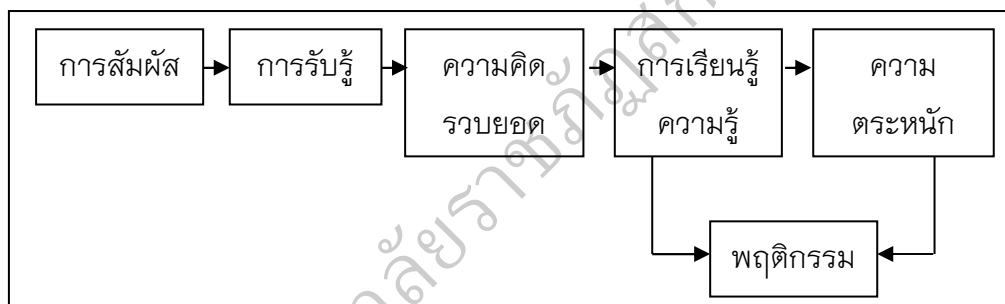 การสัมผัส
การรับรู้
ความคิด
รวบยอด
การเรียนรู้
ความรู้
ความ
ตระหนัก
พฤติกรรม